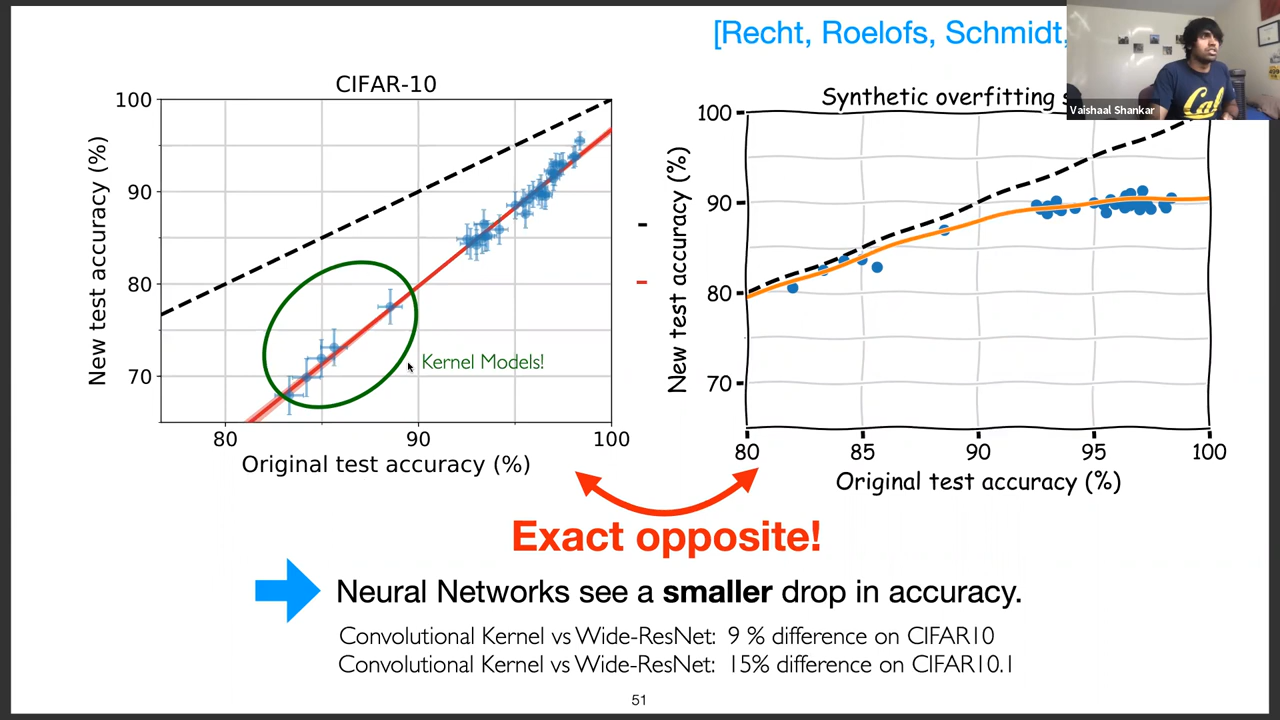 [Recht, Roelofs, Schmidt,
Vaishaal Shankar
Cal
CIFAR-10
100
90
80
70
80
90
100
New test accuracy (%)
Original test accuracy (%)
Kernel Models!
Synthetic overfitting
100
90
80
70
80
85
90
95
100
New test accuracy (%)
Original test accuracy (%)
Exact opposite!
Neural Networks see a smaller drop in accuracy.
Convolutional Kernel vs Wide-ResNet: 9 % difference on CIFAR10
Convolutional Kernel vs Wide-ResNet: 15% difference on CIFAR10.1
51